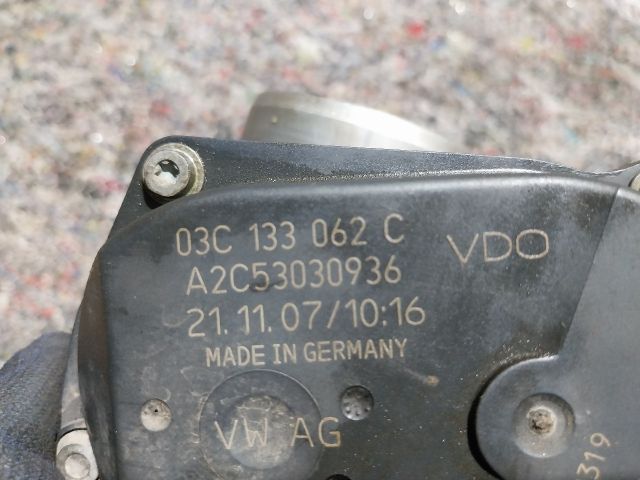 03C 133 062 C
VDO
A2C53030936
21.11.07/10:16
MADE IN GERMANY
VW AG
319